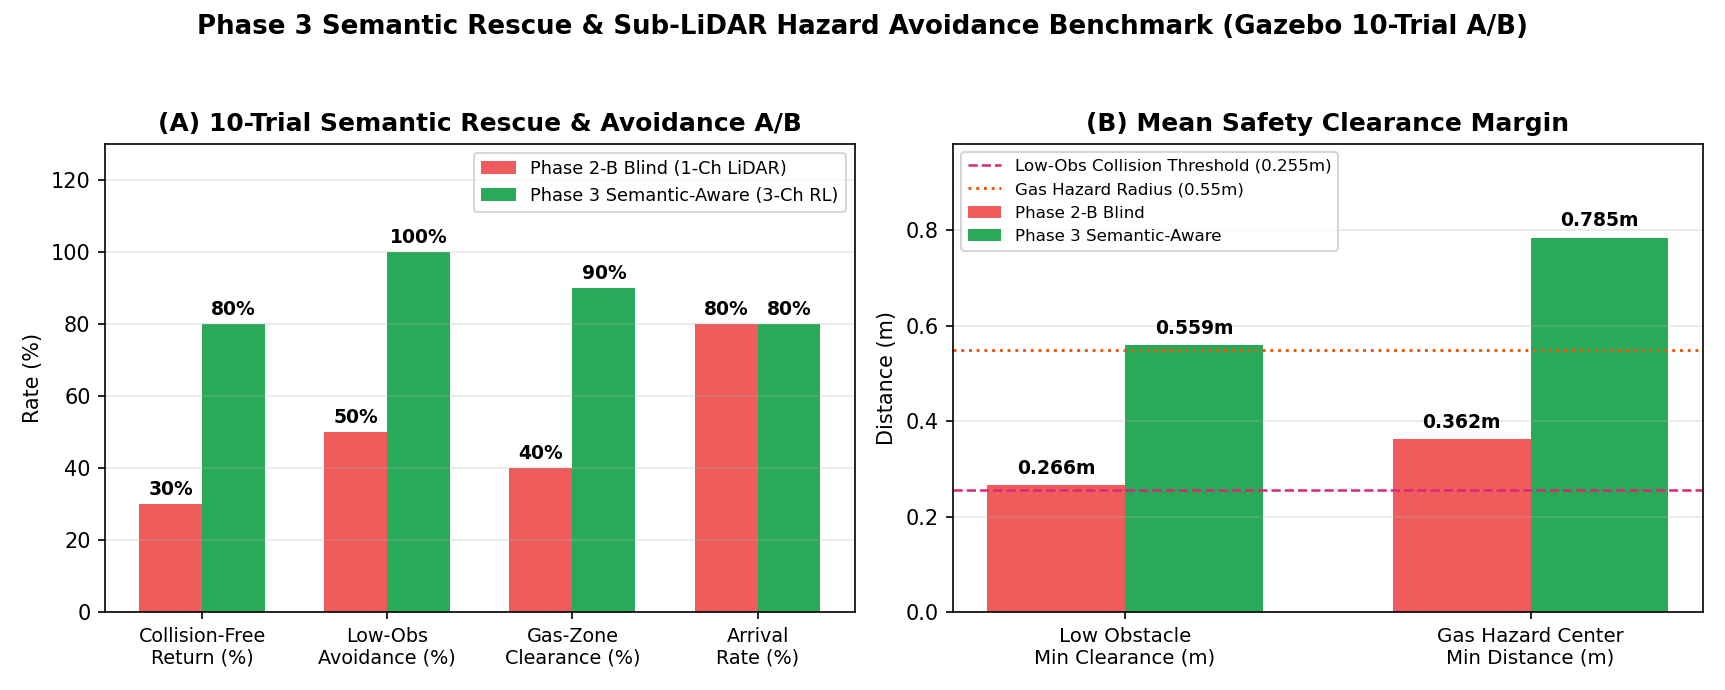 Phase 3 Semantic Rescue & Sub-LiDAR Hazard Avoidance Benchmark (Gazebo 10-Trial A/B)
(A) 10-Trial Semantic Rescue & Avoidance A/B
Rate (%)
120
100
80
60
40
20
0
Phase 2-B Blind (1-Ch LiDAR)
Phase 3 Semantic-Aware (3-Ch RL)
30%
80%
50%
100%
40%
90%
80%
80%
Collision-Free
Return (%)
Low-Obs
Avoidance (%)
Gas-Zone
Clearance (%)
Arrival
Rate (%)
(B) Mean Safety Clearance Margin
Distance (m)
0.8
0.6
0.4
0.2
0.0
Low-Obs Collision Threshold (0.255m)
Gas Hazard Radius (0.55m)
Phase 2-B Blind
Phase 3 Semantic-Aware
0.266m
0.559m
0.362m
0.785m
Low Obstacle
Min Clearance (m)
Gas Hazard Center
Min Distance (m)